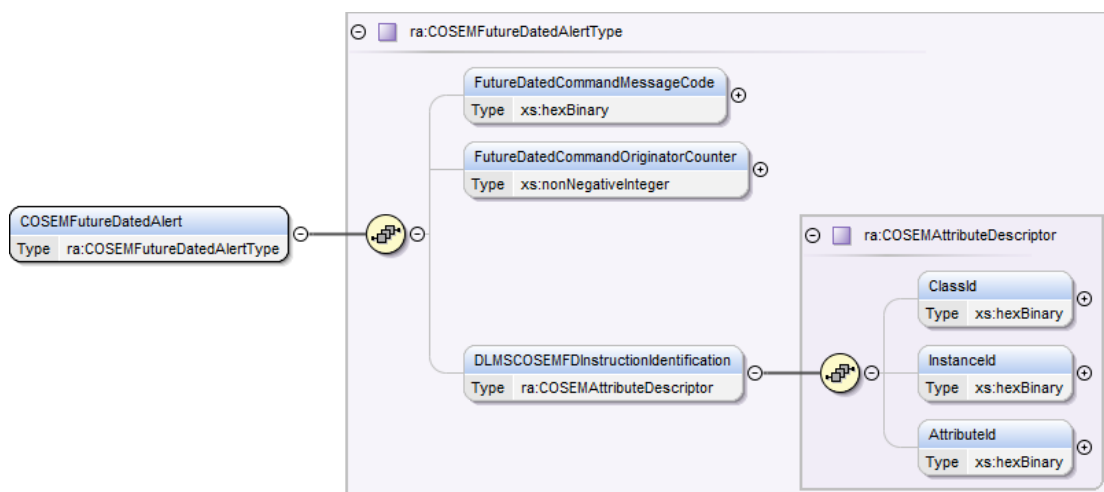 ra:COSEMFutureDatedAlertType
FutureDatedCommandMessageCode
Type xs:hexBinary
FutureDatedCommandOriginatorCounter
Type xs:nonNegativeInteger
COSEMFutureDatedAlert
Type ra:COSEMFutureDatedAlertType
ra:COSEMAttributeDescriptor
ClassId
Type xs:hexBinary
DLMSCOSEMFDInstructionIdentification
Type ra:COSEMAttributeDescriptor
InstanceId
Type xs:hexBinary
AttributeId
Type xs:hexBinary